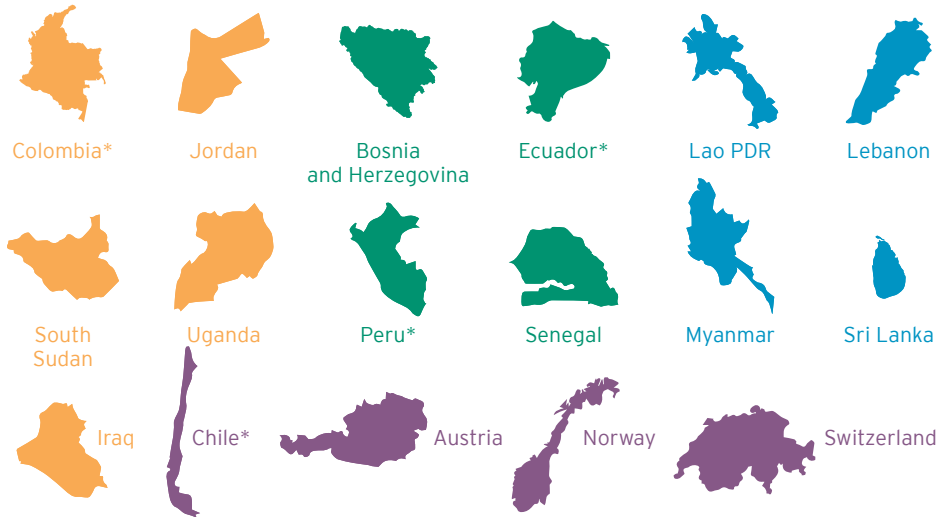 Colombia*
Jordan
Bosnia
and Herzegovina
Ecuador*
Lao PDR
Lebanon
South
Sudan
Uganda
Peru*
Senegal
Myanmar
Sri Lanka
Iraq
Chile*
Austria
Norway
Switzerland